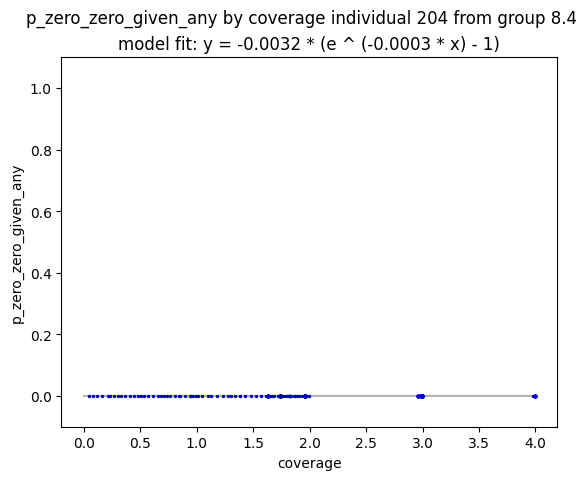 p_zero_zero_given_any by coverage individual 204 from group 8.4
model fit: y = -0.0032 * (e ^ (-0.0003 * x) - 1)
p_zero_zero_given_any
1.0
0.8
0.6
0.4
0.2
0.0
0.0 0.5 1.0 1.5 2.0 2.5 3.0 3.5 4.0
coverage